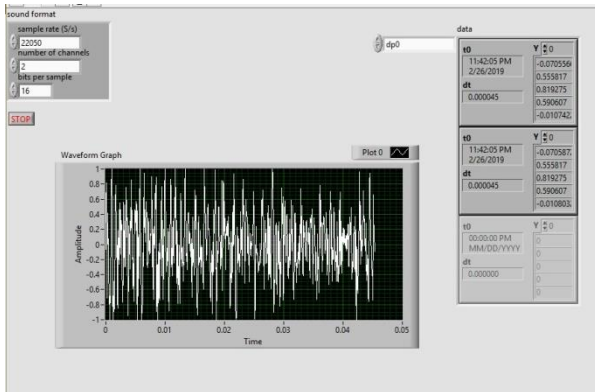 sound format
sample rate (S/s)
22050
number of channels
2
bits per sample
16
STOP
dp0
data
t0
Y 0
11:42:05 PM
2/26/2019
dt
0.000045
0.555817
0.819275
0.590607
-0.010742
t0
Y 0
11:42:05 PM
2/26/2019
dt
0.000045
-0.07058
0.555817
0.819275
0.590607
-0.010803
t0
Y 0
00:00:00 PM
MM/DD/YYYY
dt
0.000000
0
0
0
0
0
Waveform Graph
Plot 0
Amplitude
1-
0.8-
0.6-
0.4-
0.2-
0-
-0.2-
-0.4-
-0.6-
-0.8-
-1-
0 0.01 0.02 0.03 0.04 0.05
Time